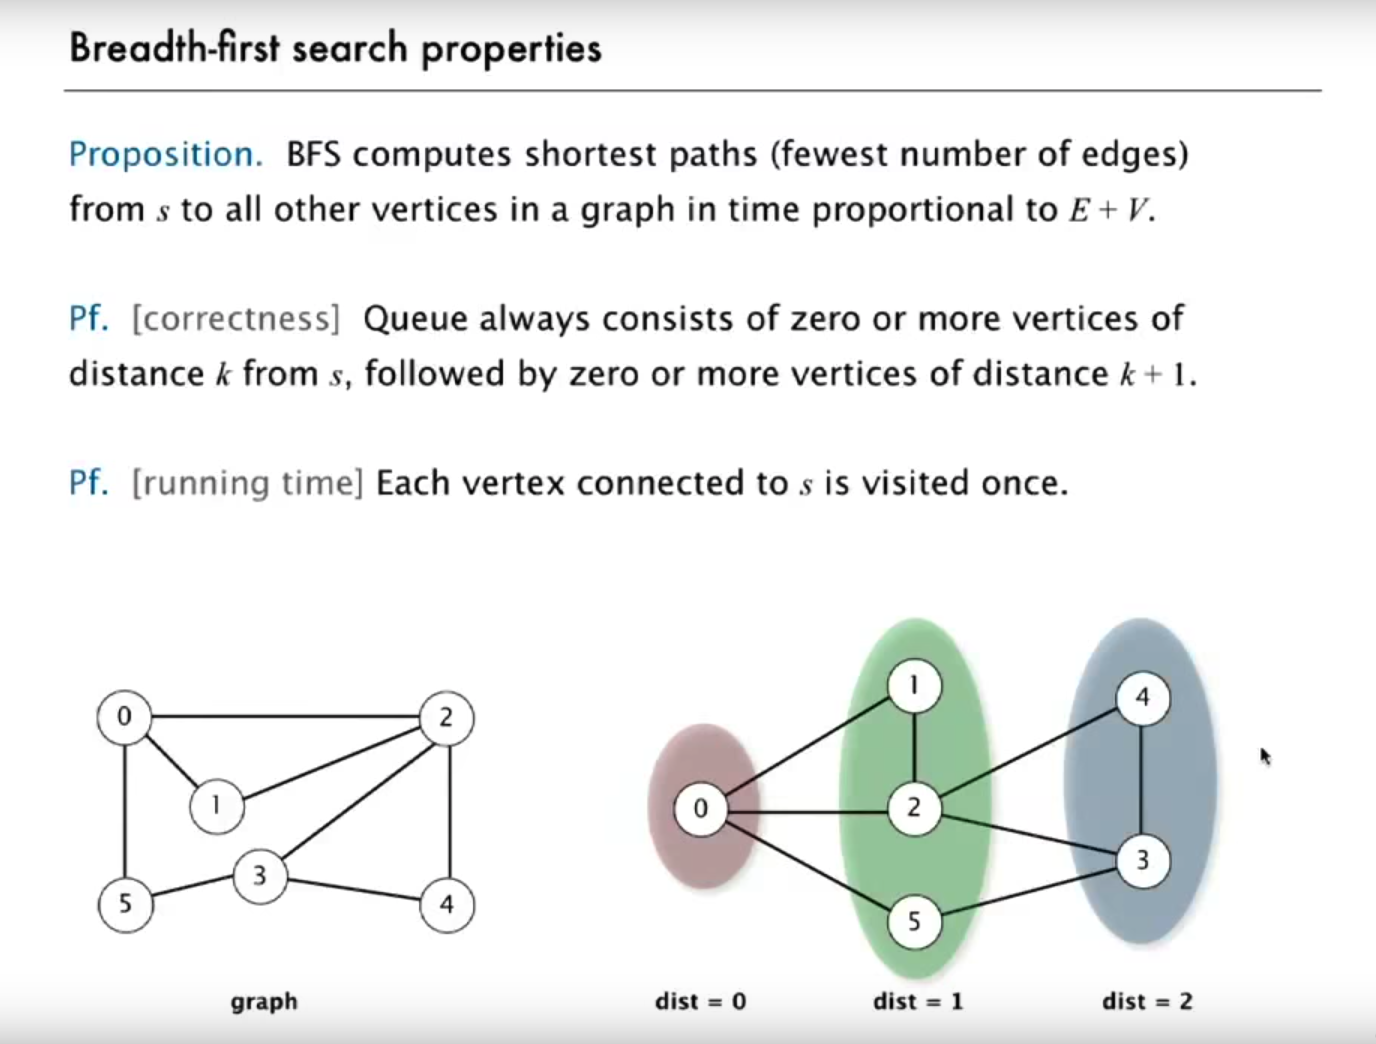 Breadth-first search properties
Proposition. BFS computes shortest paths (fewest number of edges)
from s to all other vertices in a graph in time proportional to E + V.
Pf. [correctness] Queue always consists of zero or more vertices of
distance k from s, followed by zero or more vertices of distance k + 1.
Pf. [running time] Each vertex connected to s is visited once.
0
2
1
3
5
4
graph
0
1
2
5
4
3
dist = 0
dist = 1
dist = 2